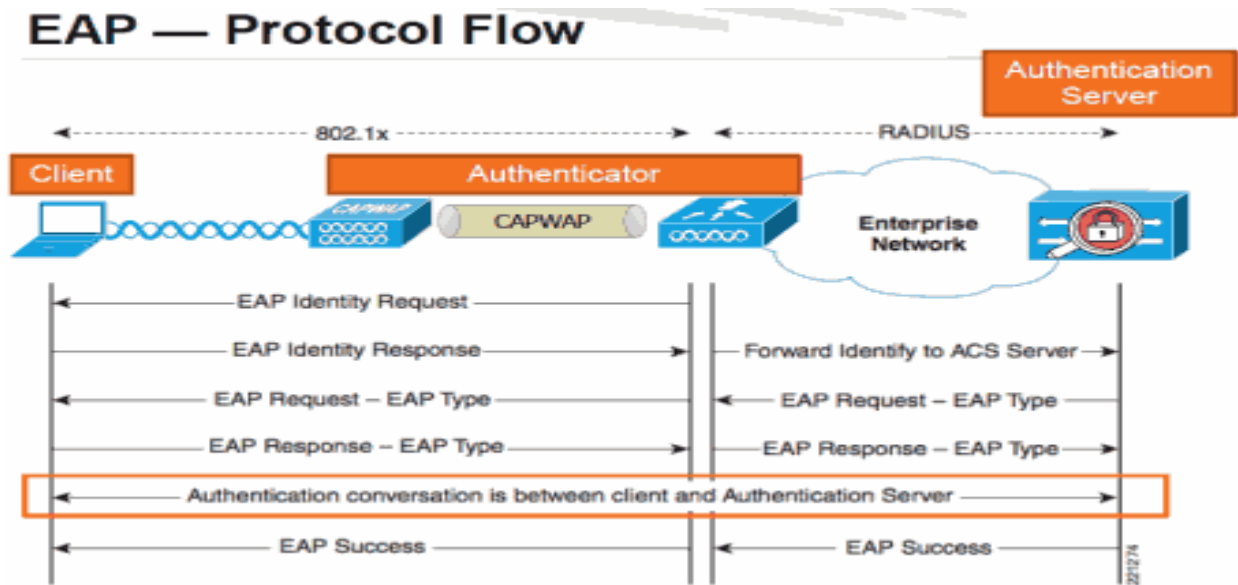 EAP — Protocol Flow
Authentication
Server
802.1x
RADIUS
Client
Authenticator
CAPWAP
CAPWAP
Enterprise
Network
EAP Identity Request
EAP Identity Response
Forward Identify to ACS Server
EAP Request – EAP Type
EAP Request – EAP Type
EAP Response – EAP Type
EAP Response – EAP Type
Authentication conversation is between client and Authentication Server
EAP Success
EAP Success
221274